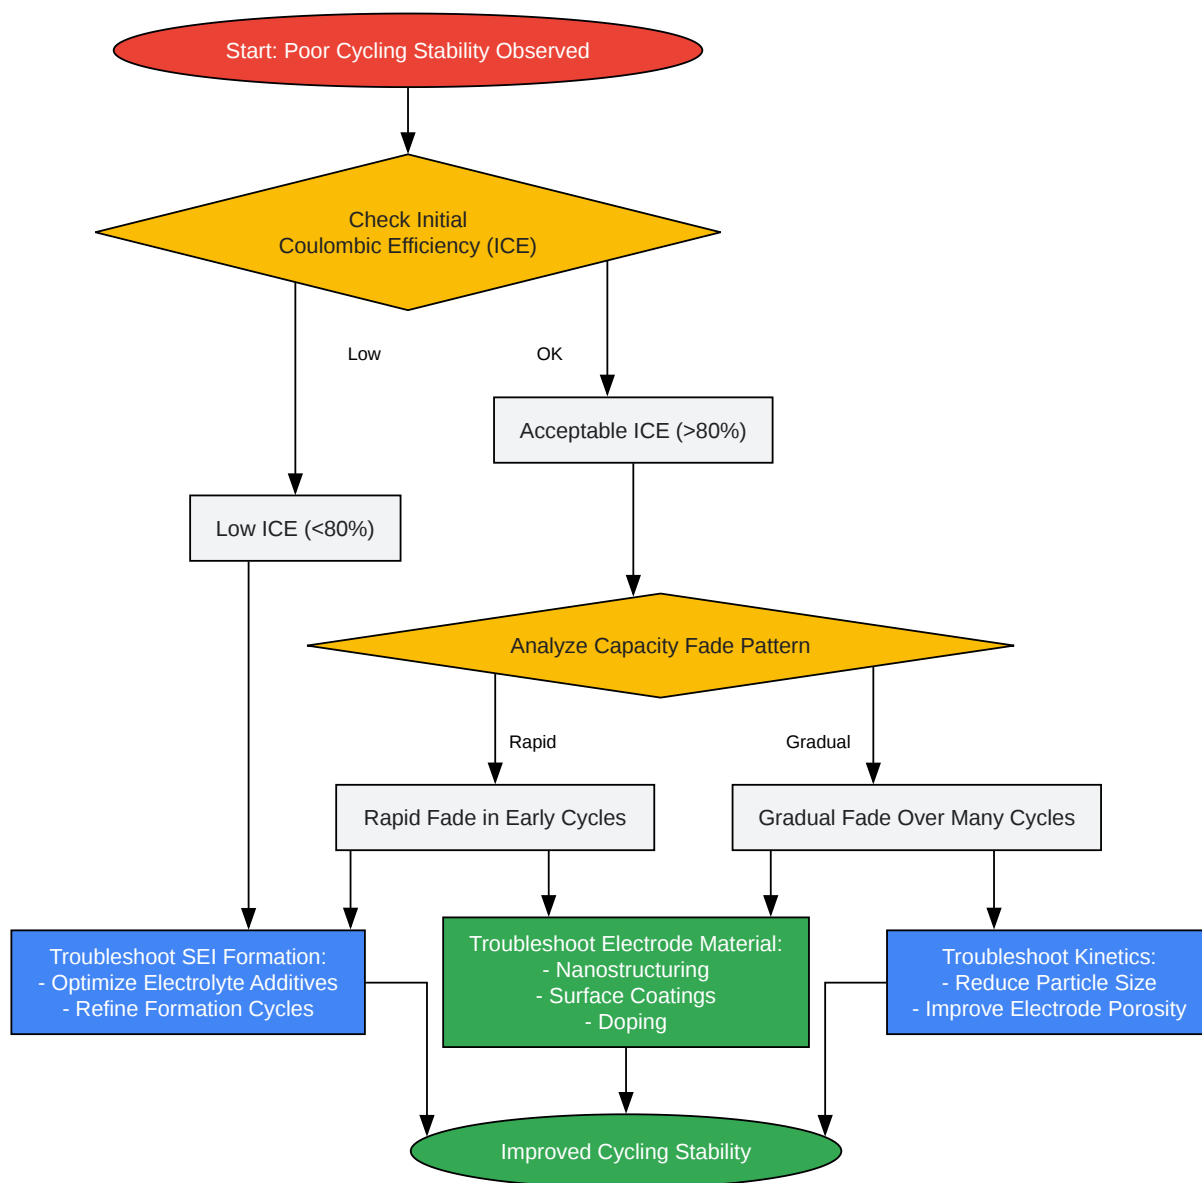 Start: Poor Cycling Stability Observed
Check Initial
Coulombic Efficiency (ICE)
Low
OK
Acceptable ICE (>80%)
Low ICE (<80%)
Analyze Capacity Fade Pattern
Rapid
Gradual
Rapid Fade in Early Cycles
Gradual Fade Over Many Cycles
Troubleshoot SEI Formation:
- Optimize Electrolyte Additives
- Refine Formation Cycles
Troubleshoot Electrode Material:
- Nanostructuring
- Surface Coatings
- Doping
Troubleshoot Kinetics:
- Reduce Particle Size
- Improve Electrode Porosity
Improved Cycling Stability